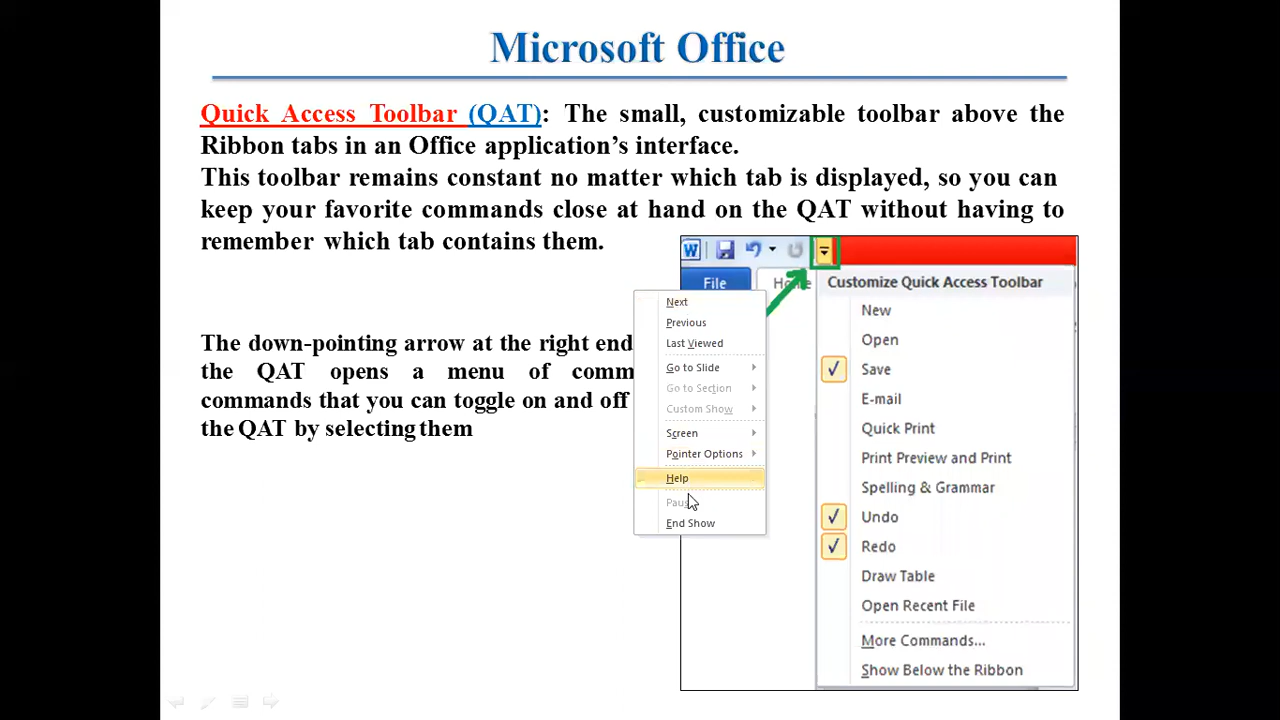 Microsoft Office
Quick Access Toolbar (QAT): The small, customizable toolbar above the
Ribbon tabs in an Office application's interface.
This toolbar remains constant no matter which tab is displayed, so you can
keep your favorite commands close at hand on the QAT without having to
remember which tab contains them.
The down-pointing arrow at the right end
the QAT opens a menu of comm
commands that you can toggle on and off
the QAT by selecting them
Next
Previous
Last Viewed
Go to Slide
Go to Section
Custom Show
Screen
Pointer Options
Help
End Show
W
File
Customize Quick Access Toolbar
New
Open
Save
E-mail
Quick Print
Print Preview and Print
Spelling & Grammar
Undo
Redo
Draw Table
Open Recent File
More Commands...
Show Below the Ribbon